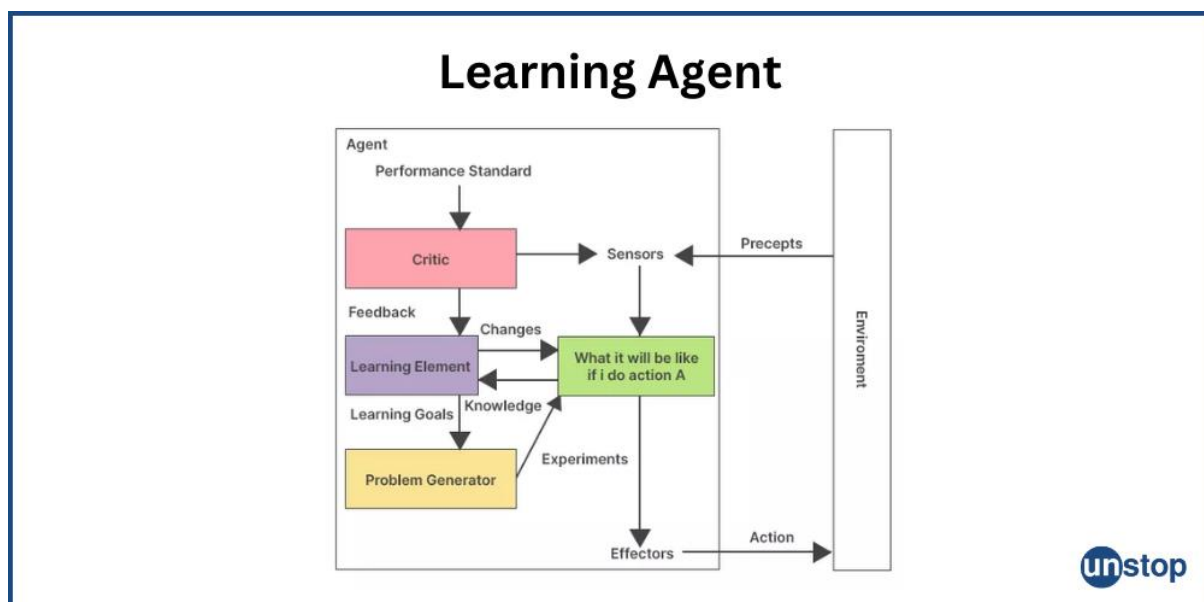 Learning Agent
Agent
Performance Standard
Critic
Sensors
Precepts
Feedback
Changes
Learning Element
What it will be like
if i do action A
Enviroment
Knowledge
Learning Goals
Experiments
Problem Generator
Effectors
Action
unstop